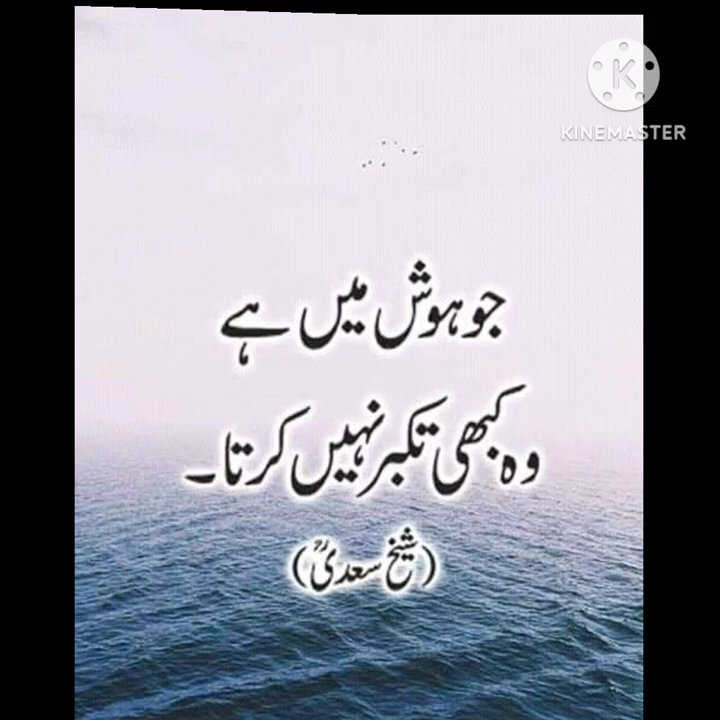 KINEMASTER
جو ہوش میں ہے
وہ کبھی تکبر نہیں کرتا۔
(شیخ سعدیؒ)